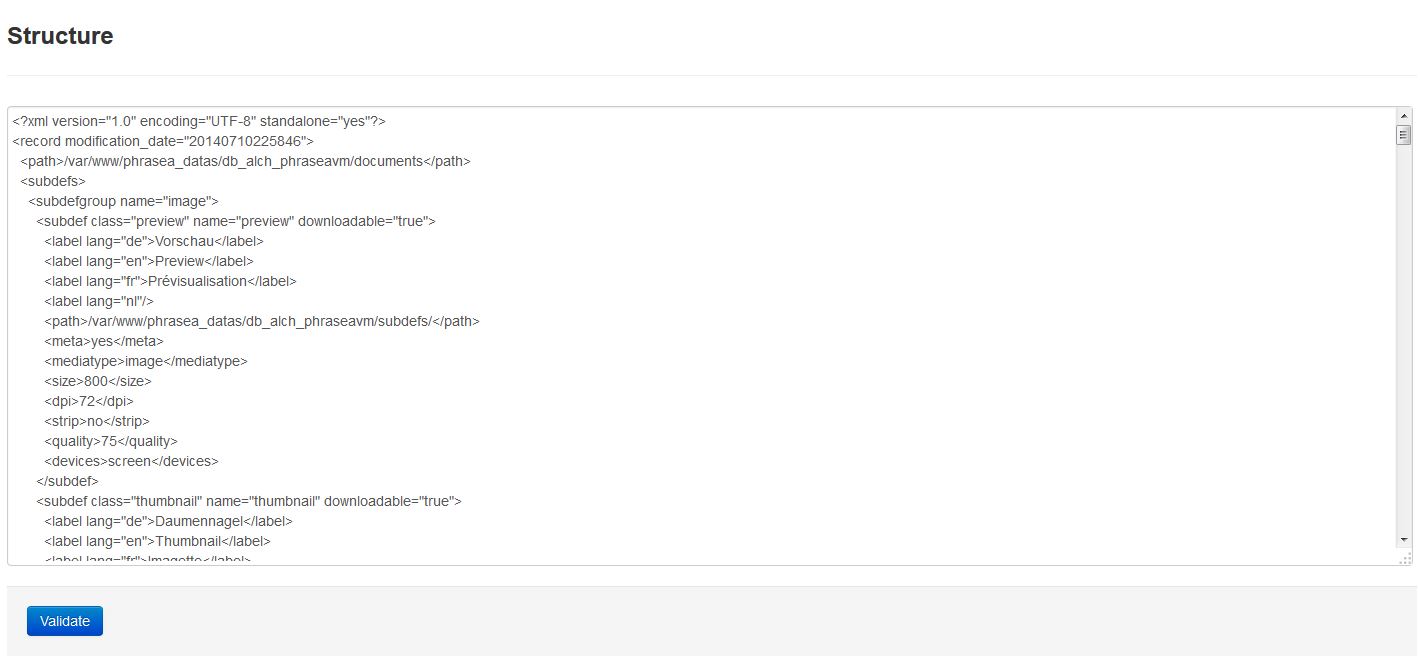 Structure
<?xml version="1.0" encoding="UTF-8" standalone="yes"?>
<record modification_date="20140710225846">
<path>/var/www/phrasea_datas/db_alch_phraseavm/documents</path>
<subdefs>
<subdefgroup name="image">
<subdef class="preview" name="preview" downloadable="true">
<label lang="de">Vorschau</label>
<label lang="en">Preview</label>
<label lang="fr">Prévisualisation</label>
<label lang="nl"/>
<path>/var/www/phrasea_datas/db_alch_phraseavm/subdefs/</path>
<meta>yes</meta>
<mediatype>image</mediatype>
<size>800</size>
<dpi>72</dpi>
<strip>no</strip>
<quality>75</quality>
<devices>screen</devices>
</subdef>
<subdef class="thumbnail" name="thumbnail" downloadable="true">
<label lang="de">Daumennagel</label>
<label lang="en">Thumbnail</label>
<label lang="fr">Imagette</label>
Validate